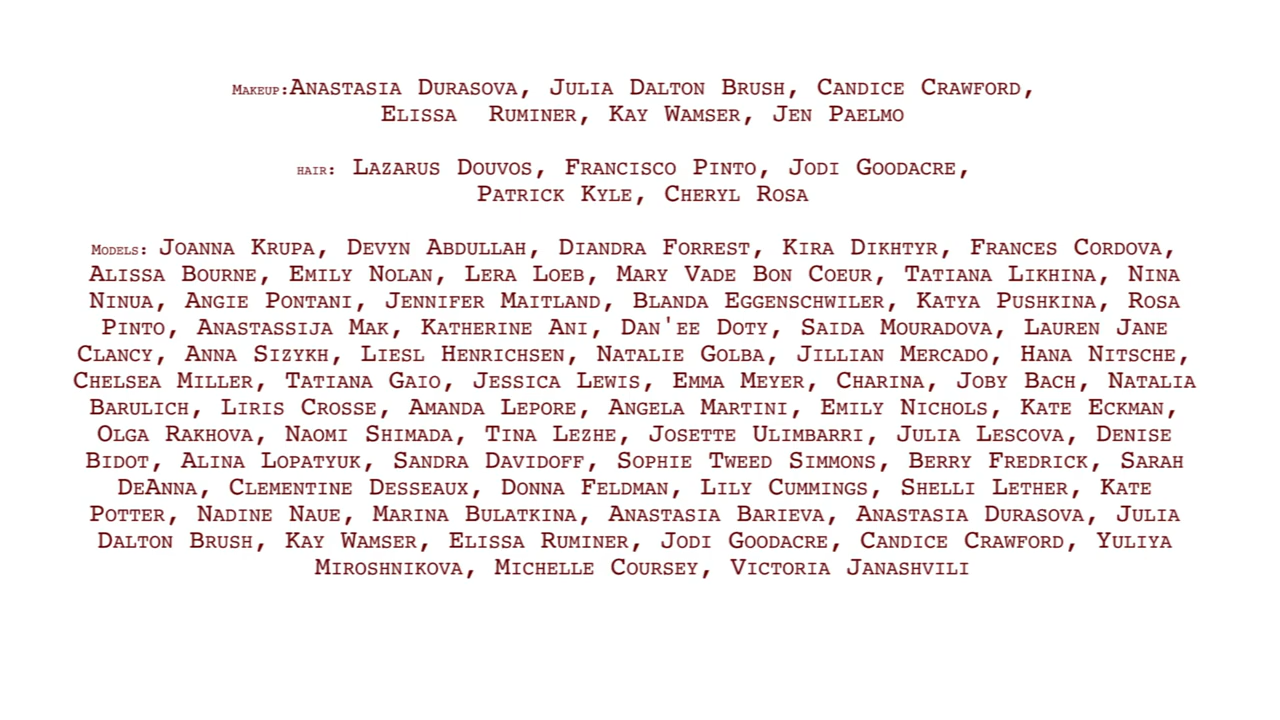 Makeup:Anastasia Durasova, Julia Dalton Brush, Candice Crawford,
Elissa Ruminer, Kay Wamser, Jen Paelmo
hair: Lazarus Douvos, Francisco Pinto, Jodi Goodacre,
Patrick Kyle, Cheryl Rosa
Models: Joanna Krupa, Devyn Abdullah, Diandra Forrest, Kira Dikhtyr, Frances Cordova,
Alissa Bourne, Emily Nolan, Lera Loeb, Mary Vade Bon Coeur, Tatiana Likhina, Nina
Ninua, Angie Pontani, Jennifer Maitland, Blanda Eggenschwiler, Katya Pushkina, Rosa
Pinto, Anastassija Mak, Katherine Ani, Dan'ee Doty, Saida Mouradova, Lauren Jane
Clancy, Anna Sizykh, Liesl Henrichsen, Natalie Golba, Jillian Mercado, Hana Nitsche,
Chelsea Miller, Tatiana Gaio, Jessica Lewis, Emma Meyer, Charina, Joby Bach, Natalia
Barulich, Liris Crosse, Amanda Lepore, Angela Martini, Emily Nichols, Kate Eckman,
Olga Rakhova, Naomi Shimada, Tina Lezhe, Josette Ulimbarri, Julia Lescova, Denise
Bidot, Alina Lopatyuk, Sandra Davidoff, Sophie Tweed Simmons, Berry Fredrick, Sarah
DeAnna, Clementine Desseaux, Donna Feldman, Lily Cummings, Shelli Lether, Kate
Potter, Nadine Naue, Marina Bulatkina, Anastasia Barieva, Anastasia Durasova, Julia
Dalton Brush, Kay Wamser, Elissa Ruminer, Jodi Goodacre, Candice Crawford, Yuliya
Miroshnikova, Michelle Coursey, Victoria Janashvili